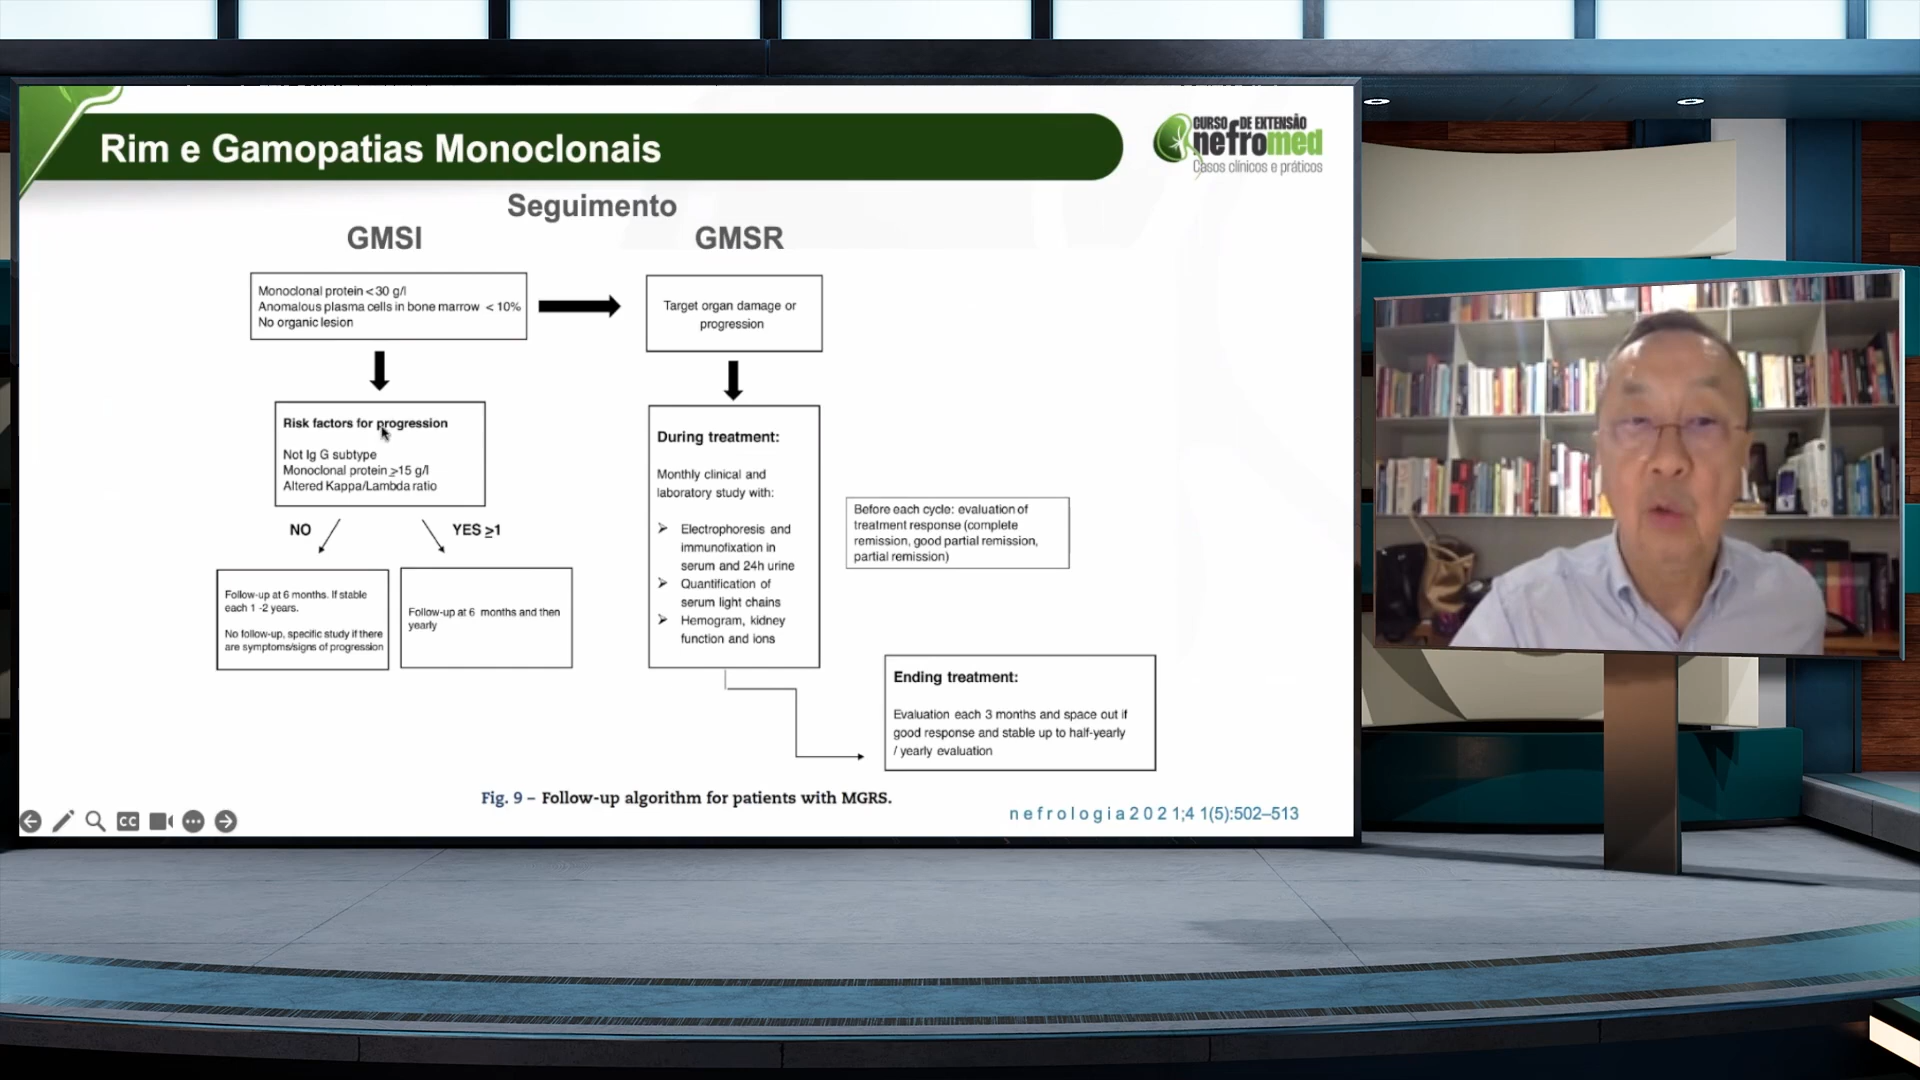 Rim e Gamopatias Monoclonais
CURSO DE EXTENSÃO
nefromed
Casos clínicos e práticos
Seguimento
GMSI
GMSR
Monoclonal protein <30 g/l
Anomalous plasma cells in bone marrow < 10%
No organic lesion
Target organ damage or
progression
Risk factors for progression
Not Ig G subtype
Monoclonal protein ≥15 g/l
Altered Kappa/Lambda ratio
NO
YES ≥1
Follow-up at 6 months. If stable
each 1 -2 years.
No follow-up, specific study if there
are symptoms/signs of progression
Follow-up at 6 months and then
yearly
During treatment:
Monthly clinical and
laboratory study with:
➢ Electrophoresis and
immunofixation in
serum and 24h urine
➢ Quantification of
serum light chains
➢ Hemogram, kidney
function and ions
Before each cycle: evaluation of
treatment response (complete
remission, good partial remission,
partial remission)
Ending treatment:
Evaluation each 3 months and space out if
good response and stable up to half-yearly
/ yearly evaluation
Fig. 9 – Follow-up algorithm for patients with MGRS.
nefrologia 2021;41(5):502–513
CC